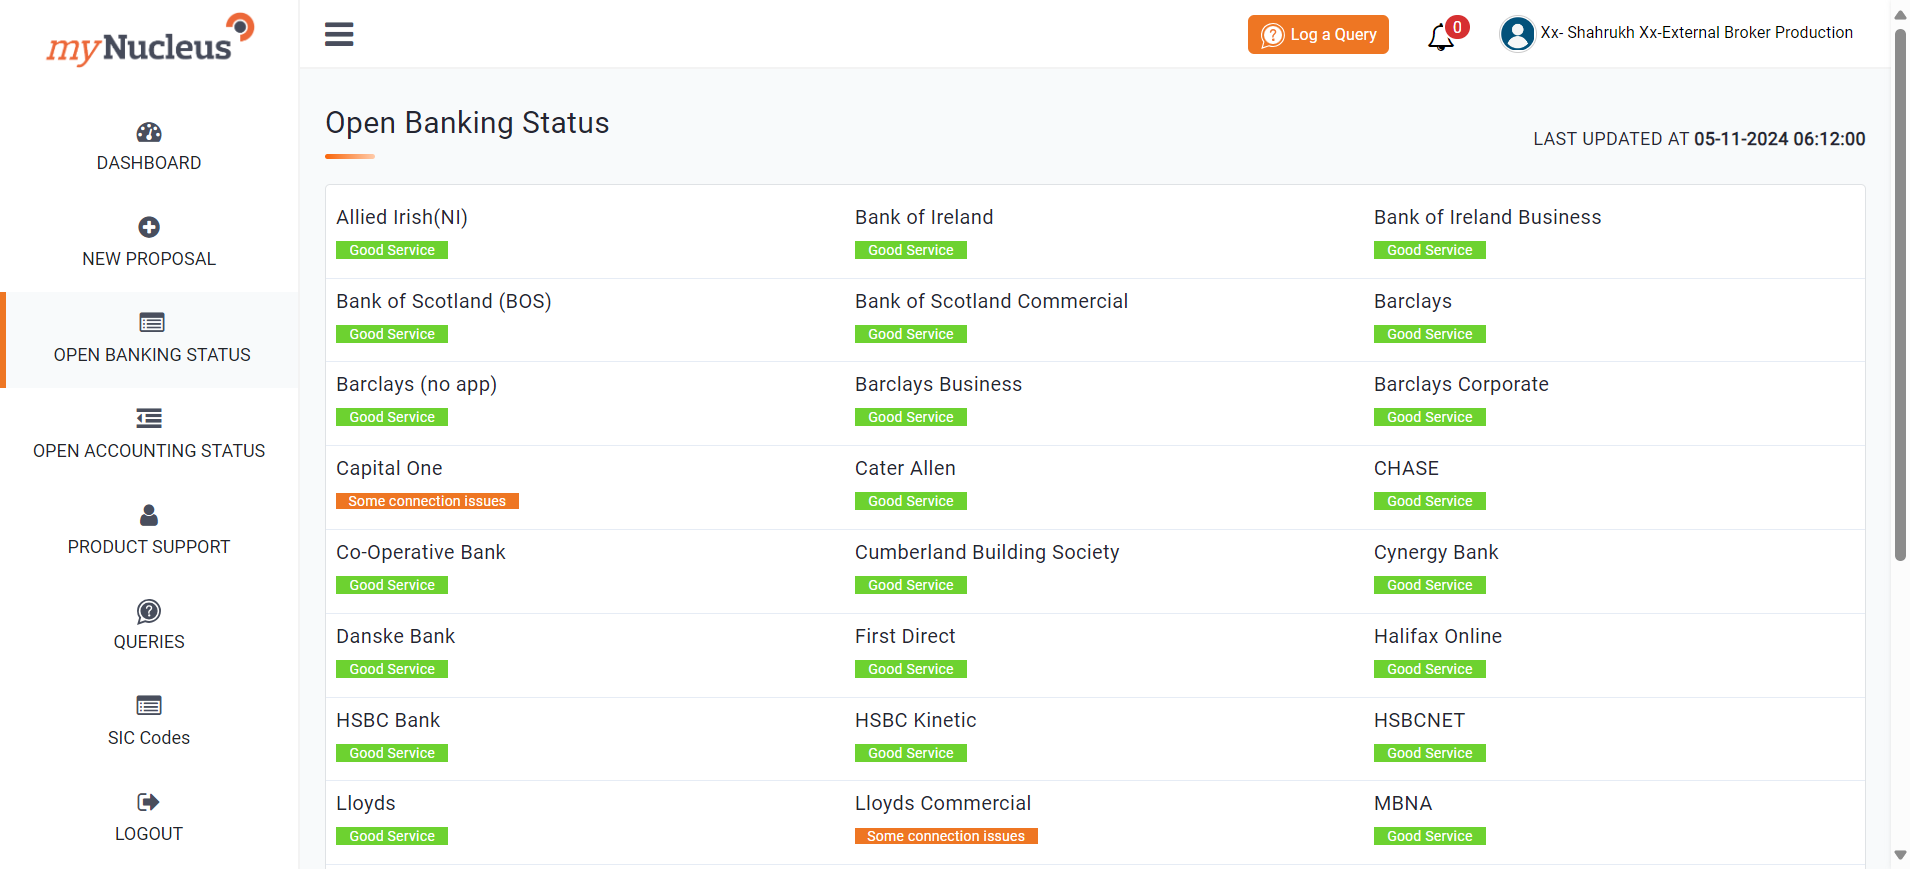 myNucleus
DASHBOARD
NEW PROPOSAL
OPEN BANKING STATUS
OPEN ACCOUNTING STATUS
PRODUCT SUPPORT
QUERIES
SIC Codes
LOGOUT
Log a Query
0
Xx- Shahrukh Xx-External Broker Production
Open Banking Status
LAST UPDATED AT 05-11-2024 06:12:00
Allied Irish(NI)
Good Service
Bank of Ireland
Good Service
Bank of Ireland Business
Good Service
Bank of Scotland (BOS)
Good Service
Bank of Scotland Commercial
Good Service
Barclays
Good Service
Barclays (no app)
Good Service
Barclays Business
Good Service
Barclays Corporate
Good Service
Capital One
Some connection issues
Cater Allen
Good Service
CHASE
Good Service
Co-Operative Bank
Good Service
Cumberland Building Society
Good Service
Cynergy Bank
Good Service
Danske Bank
Good Service
First Direct
Good Service
Halifax Online
Good Service
HSBC Bank
Good Service
HSBC Kinetic
Good Service
HSBCNET
Good Service
Lloyds
Good Service
Lloyds Commercial
Some connection issues
MBNA
Good Service